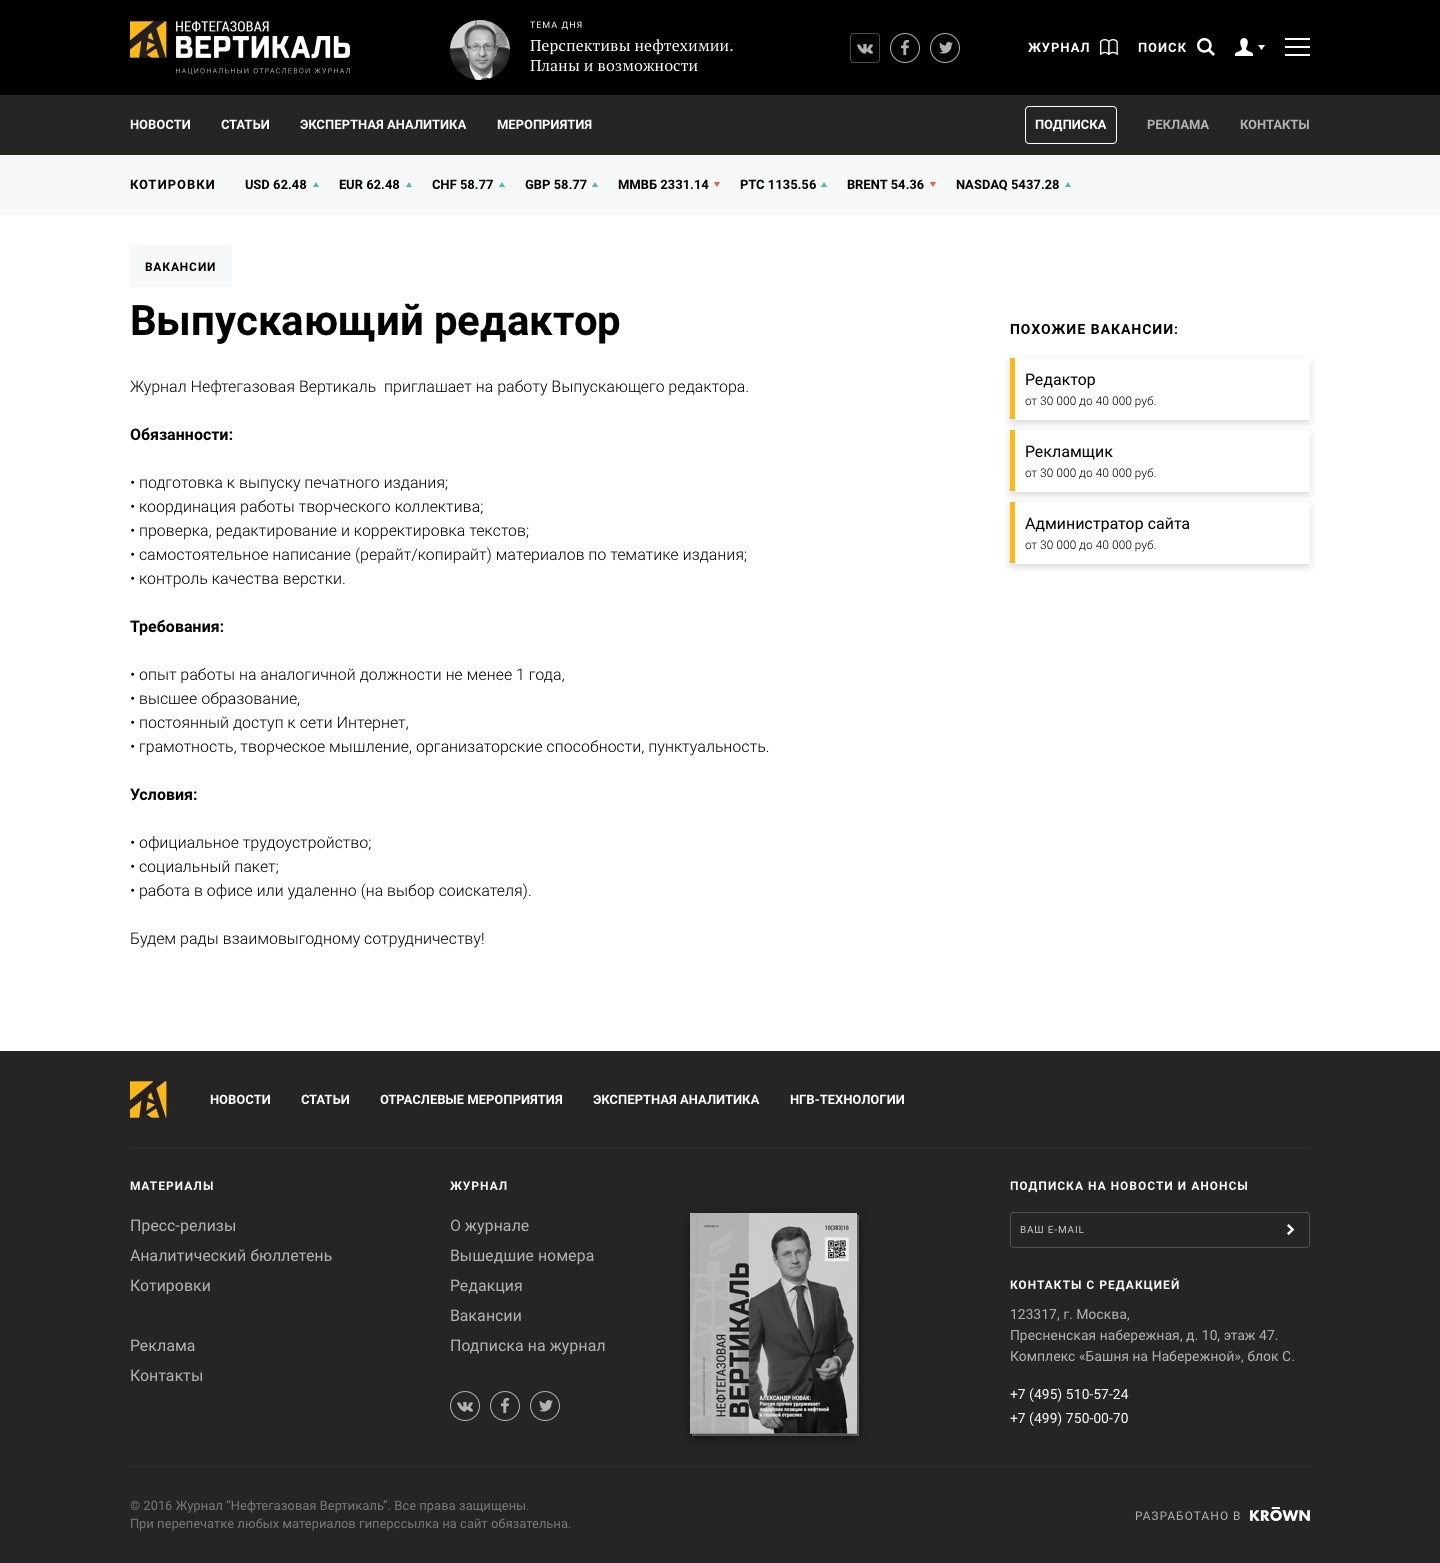 НЕФТЕГАЗОВАЯ
ВЕРТИКАЛЬ
НАЦИОНАЛЬНЫЙ ОТРАСЛЕВОЙ ЖУРНАЛ
ТЕМА ДНЯ
Перспективы нефтехимии.
Планы и возможности
ЖУРНАЛ
ПОИСК
НОВОСТИ СТАТЬИ ЭКСПЕРТНАЯ АНАЛИТИКА МЕРОПРИЯТИЯ ПОДПИСКА РЕКЛАМА КОНТАКТЫ
КОТИРОВКИ USD 62.48 EUR 62.48 CHF 58.77 GBP 58.77 ММВБ 2331.14 РТС 1135.56 BRENT 54.36 NASDAQ 5437.28
ВАКАНСИИ
Выпускающий редактор
Журнал Нефтегазовая Вертикаль приглашает на работу Выпускающего редактора.
Обязанности:
• подготовка к выпуску печатного издания;
• координация работы творческого коллектива;
• проверка, редактирование и корректировка текстов;
• самостоятельное написание (рерайт/копирайт) материалов по тематике издания;
• контроль качества верстки.
Требования:
• опыт работы на аналогичной должности не менее 1 года,
• высшее образование,
• постоянный доступ к сети Интернет,
• грамотность, творческое мышление, организаторские способности, пунктуальность.
Условия:
• официальное трудоустройство;
• социальный пакет;
• работа в офисе или удаленно (на выбор соискателя).
Будем рады взаимовыгодному сотрудничеству!
ПОХОЖИЕ ВАКАНСИИ:
Редактор
от 30 000 до 40 000 руб.
Рекламщик
от 30 000 до 40 000 руб.
Администратор сайта
от 30 000 до 40 000 руб.
НОВОСТИ СТАТЬИ ОТРАСЛЕВЫЕ МЕРОПРИЯТИЯ ЭКСПЕРТНАЯ АНАЛИТИКА НГВ-ТЕХНОЛОГИИ
МАТЕРИАЛЫ
Пресс-релизы
Аналитический бюллетень
Котировки
Реклама
Контакты
ЖУРНАЛ
О журнале
Вышедшие номера
Редакция
Вакансии
Подписка на журнал
10(383)16
НЕФТЕГАЗОВАЯ
ВЕРТИКАЛЬ
АЛЕКСАНДР НОВАК:
Россия прочно удерживает
лидерские позиции в нефтяной
и газовой отраслях
ПОДПИСКА НА НОВОСТИ И АНОНСЫ
ВАШ E-MAIL
КОНТАКТЫ С РЕДАКЦИЕЙ
123317, г. Москва,
Пресненская набережная, д. 10, этаж 47.
Комплекс «Башня на Набережной», блок С.
+7 (495) 510-57-24
+7 (499) 750-00-70
© 2016 Журнал “Нефтегазовая Вертикаль”. Все права защищены.
При перепечатке любых материалов гиперссылка на сайт обязательна.
РАЗРАБОТАНО В KRŌWN